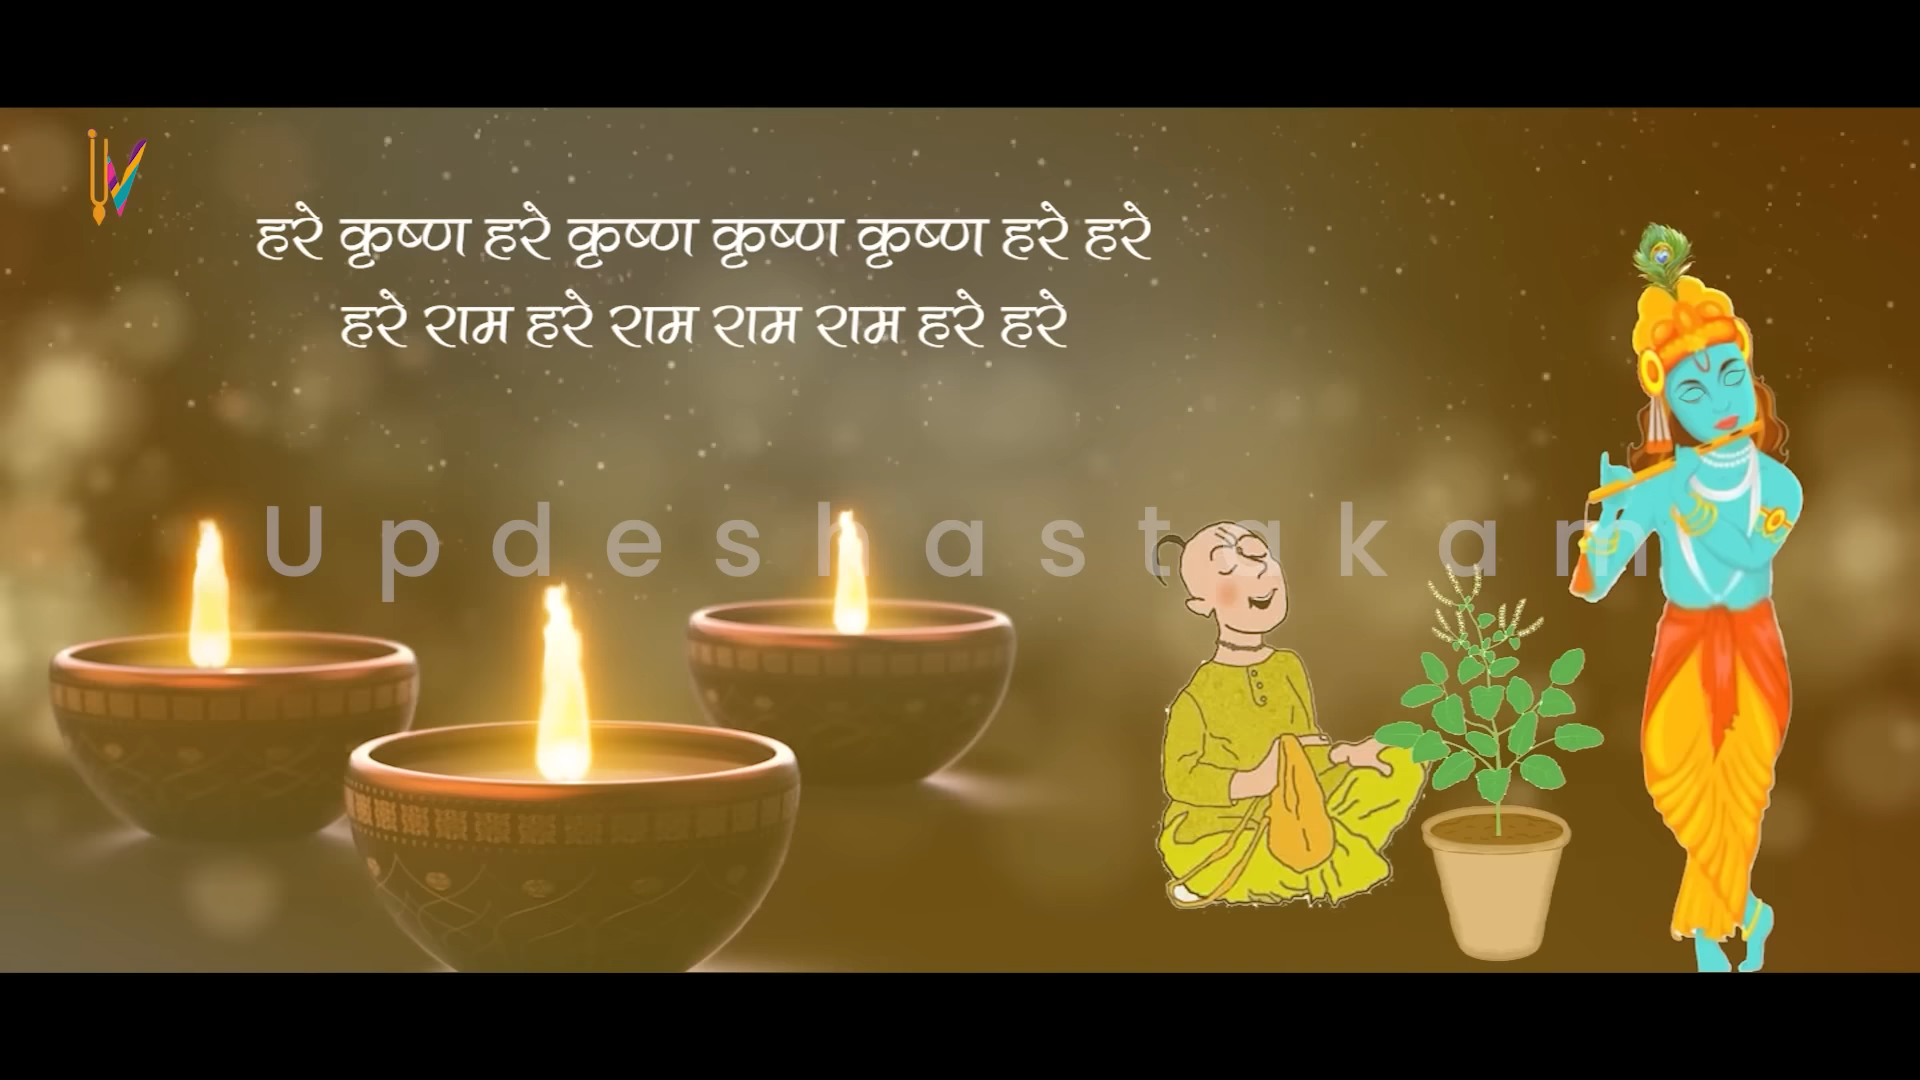 हरे कृष्ण हरे कृष्ण कृष्ण कृष्ण हरे हरे
हरे राम हरे राम राम राम हरे हरे
Updeshastakam